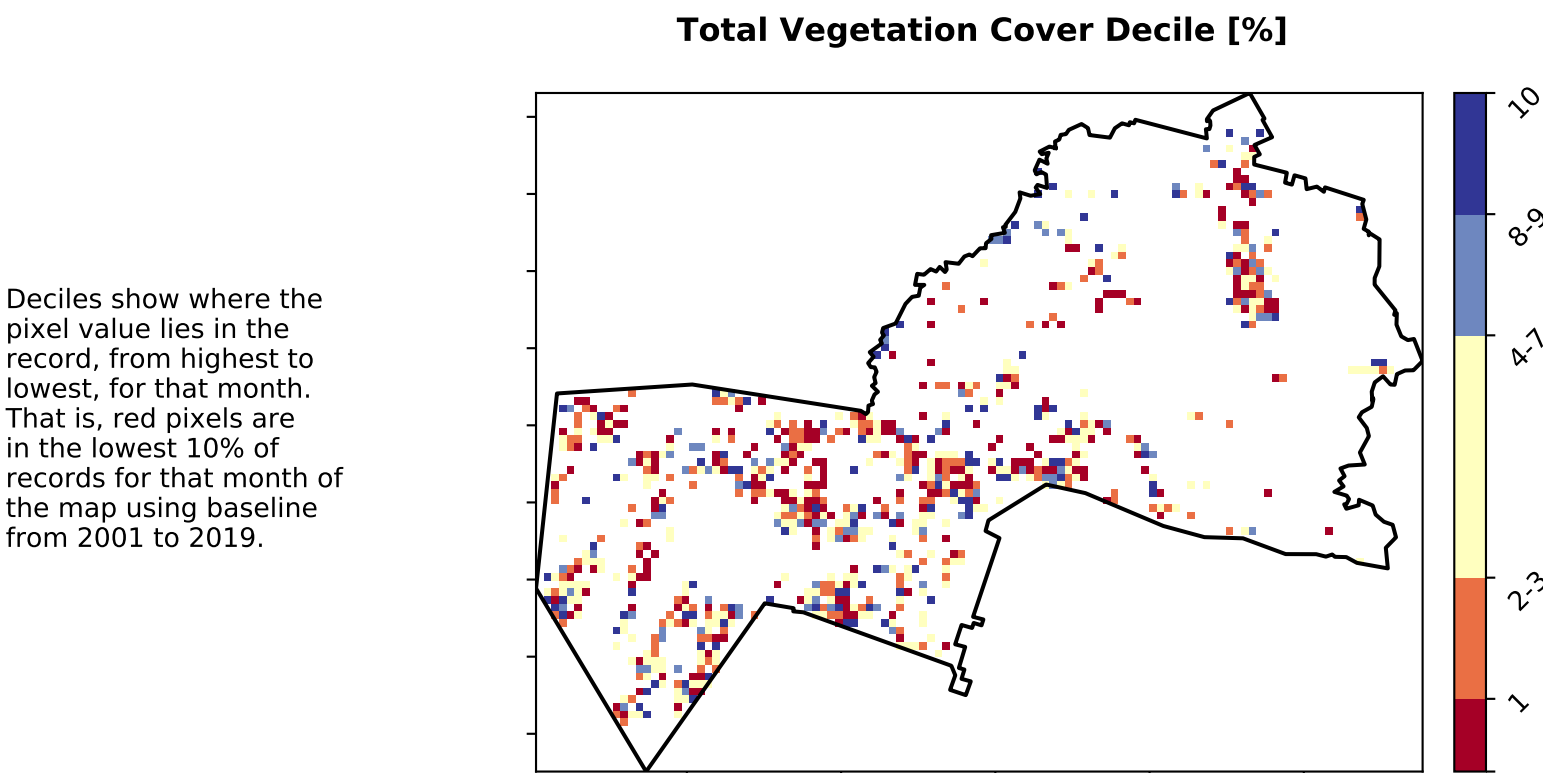 Total Vegetation Cover Decile [%]
Deciles show where the
pixel value lies in the
record, from highest to
lowest, for that month.
That is, red pixels are
in the lowest 10% of
records for that month of
the map using baseline
from 2001 to 2019.
10
8-9
4-7
2-3
1